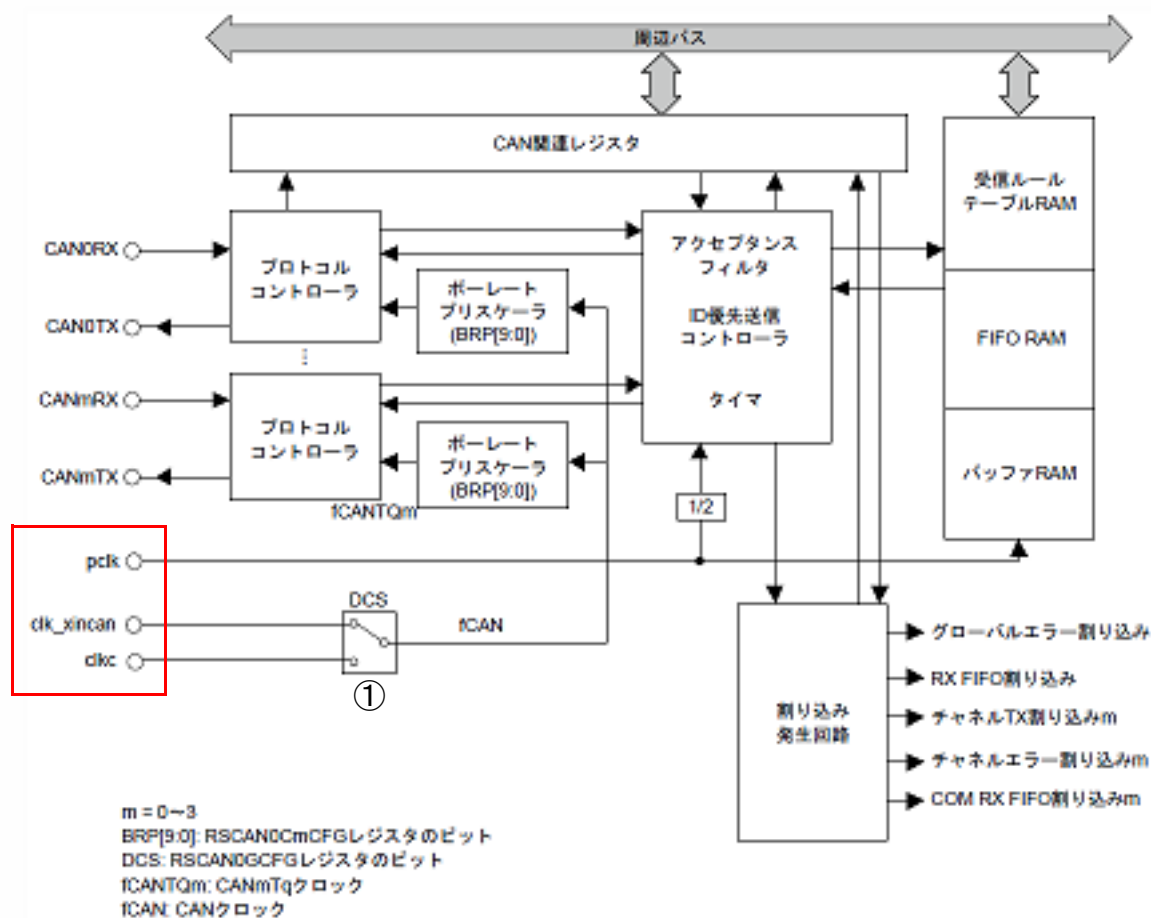 周辺バス
CAN関連レジスタ
受信ルール
テーブルRAM
FIFO RAM
バッファRAM
CAN0RX
CAN0TX
プロトコル
コントローラ
ボーレート
プリスケーラ
(BRP[9:0])
アクセプタンス
フィルタ
ID優先送信
コントローラ
タイマ
⋮
CANmRX
CANmTX
プロトコル
コントローラ
ボーレート
プリスケーラ
(BRP[9:0])
fCANTQm
1/2
pclk
clk_xincan
clkc
DCS
fCAN
①
割り込み
発生回路
グローバルエラー割り込み
RX FIFO割り込み
チャネルTX割り込みm
チャネルエラー割り込みm
COM RX FIFO割り込みm
m = 0～3
BRP[9:0]: RSCAN0CmCFGレジスタのビット
DCS: RSCAN0GCFGレジスタのビット
fCANTQm: CANmTqクロック
fCAN: CANクロック